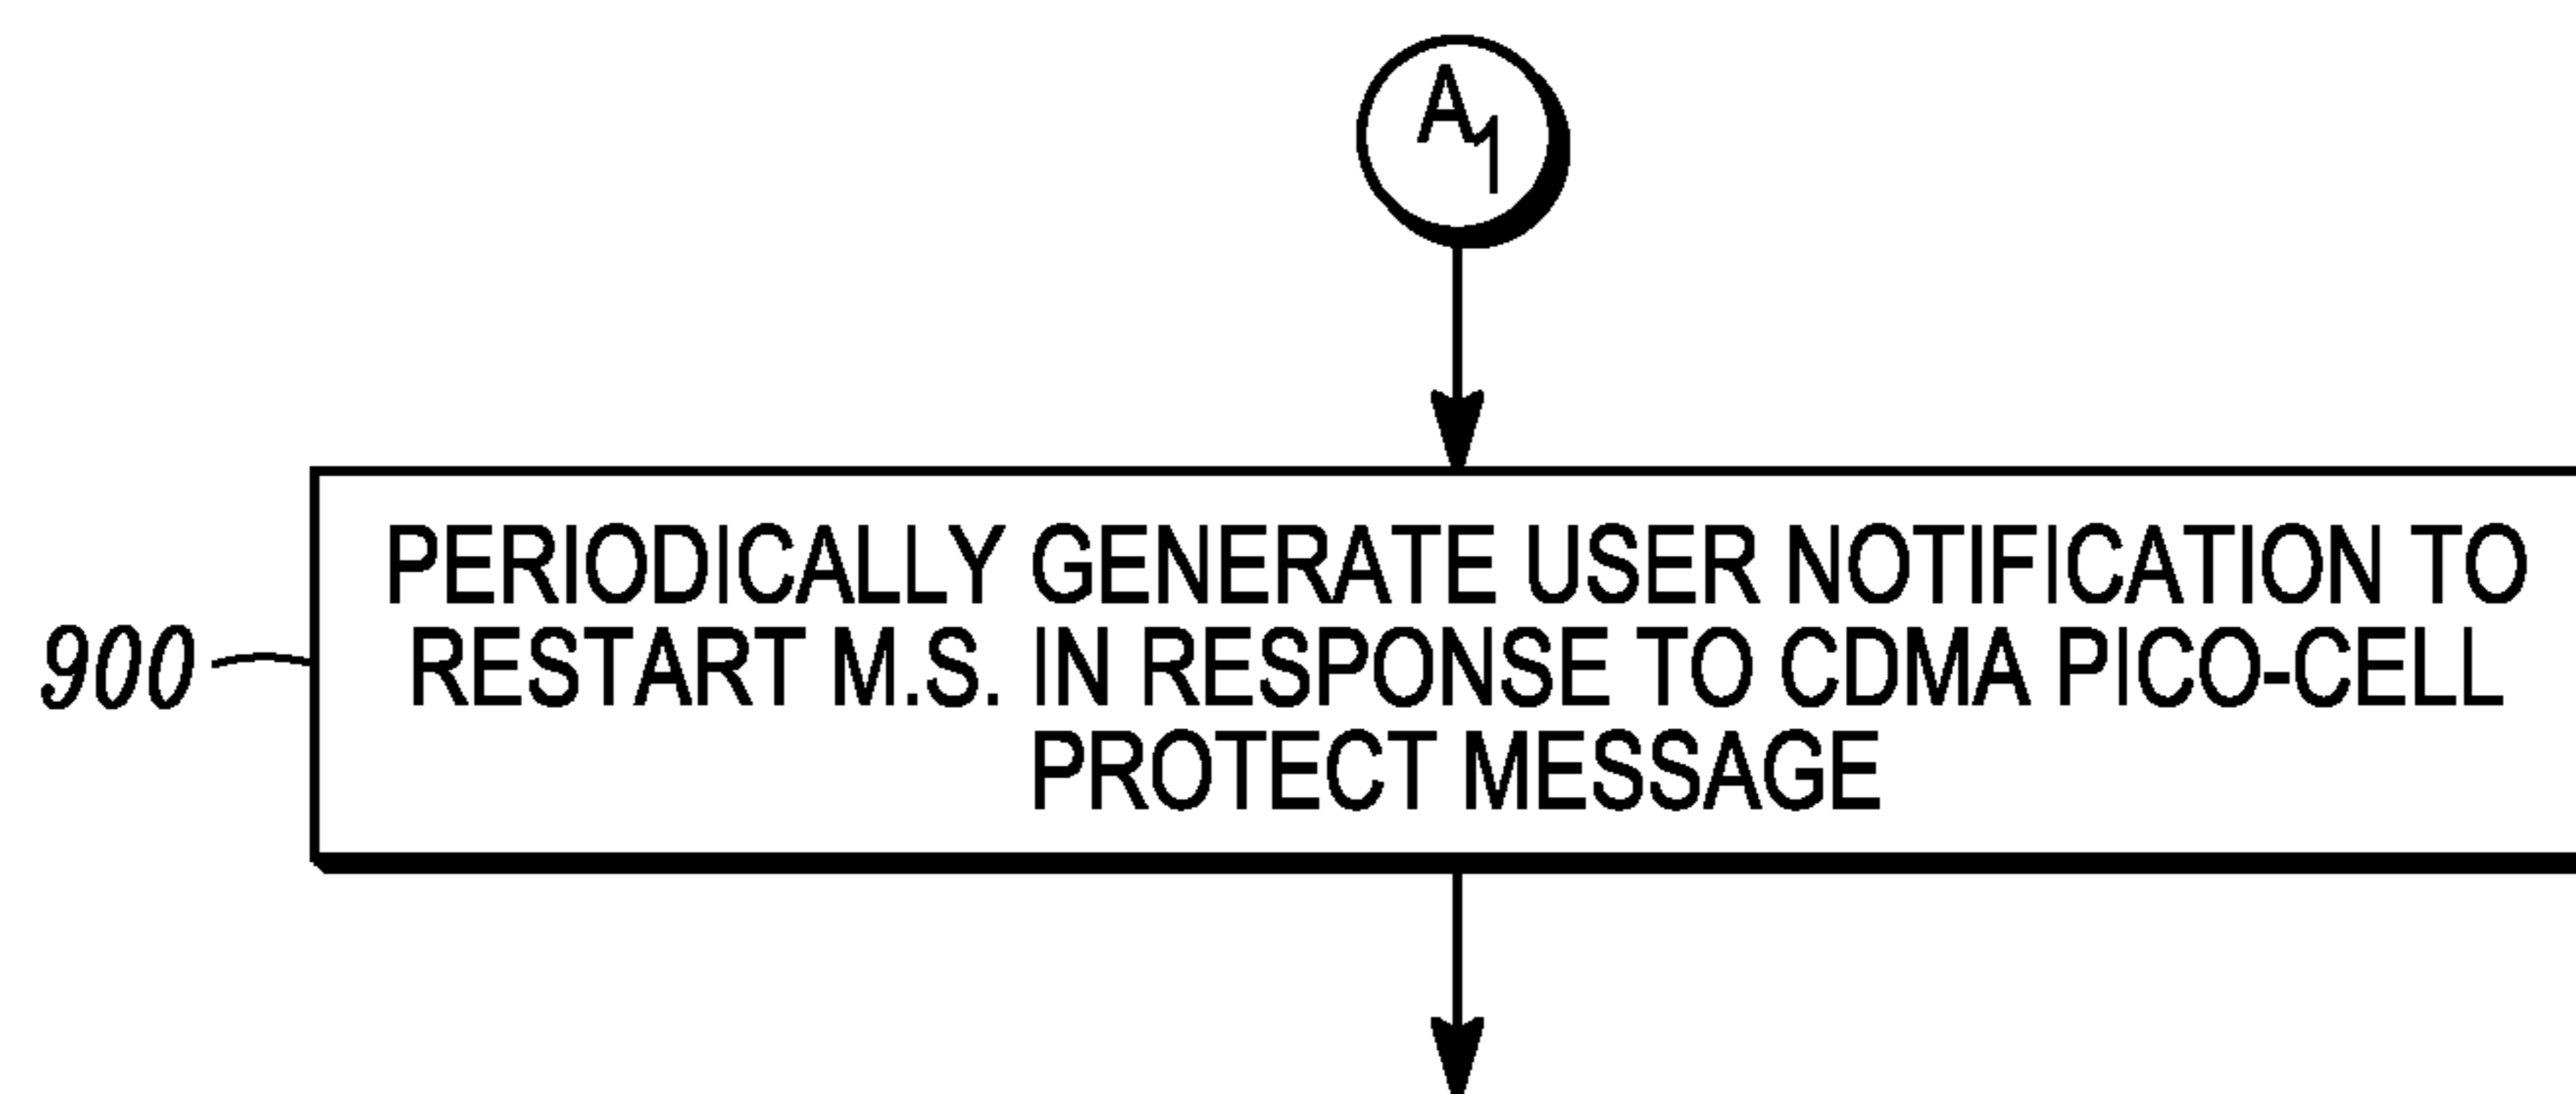 A1
PERIODICALLY GENERATE USER NOTIFICATION TO
RESTART M.S. IN RESPONSE TO CDMA PICO-CELL
PROTECT MESSAGE
900